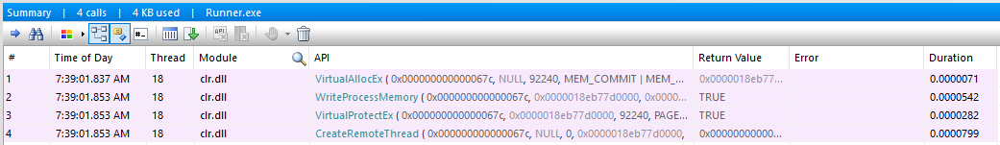 Summary | 4 calls | 4 KB used | Runner.exe
# Time of Day Thread Module API Return Value Error Duration
1 7:39:01.837 AM 18 clr.dll VirtualAllocEx ( 0x000000000000067c, NULL, 92240, MEM_COMMIT | MEM_... 0x0000018eb77... 0.0000071
2 7:39:01.853 AM 18 clr.dll WriteProcessMemory ( 0x000000000000067c, 0x0000018eb77d0000, 0x000... TRUE 0.0000542
3 7:39:01.853 AM 18 clr.dll VirtualProtectEx ( 0x000000000000067c, 0x0000018eb77d0000, 92240, PAGE... TRUE 0.0000282
4 7:39:01.853 AM 18 clr.dll CreateRemoteThread ( 0x000000000000067c, NULL, 0, 0x0000018eb77d0000, ... 0x00000000000... 0.0000799